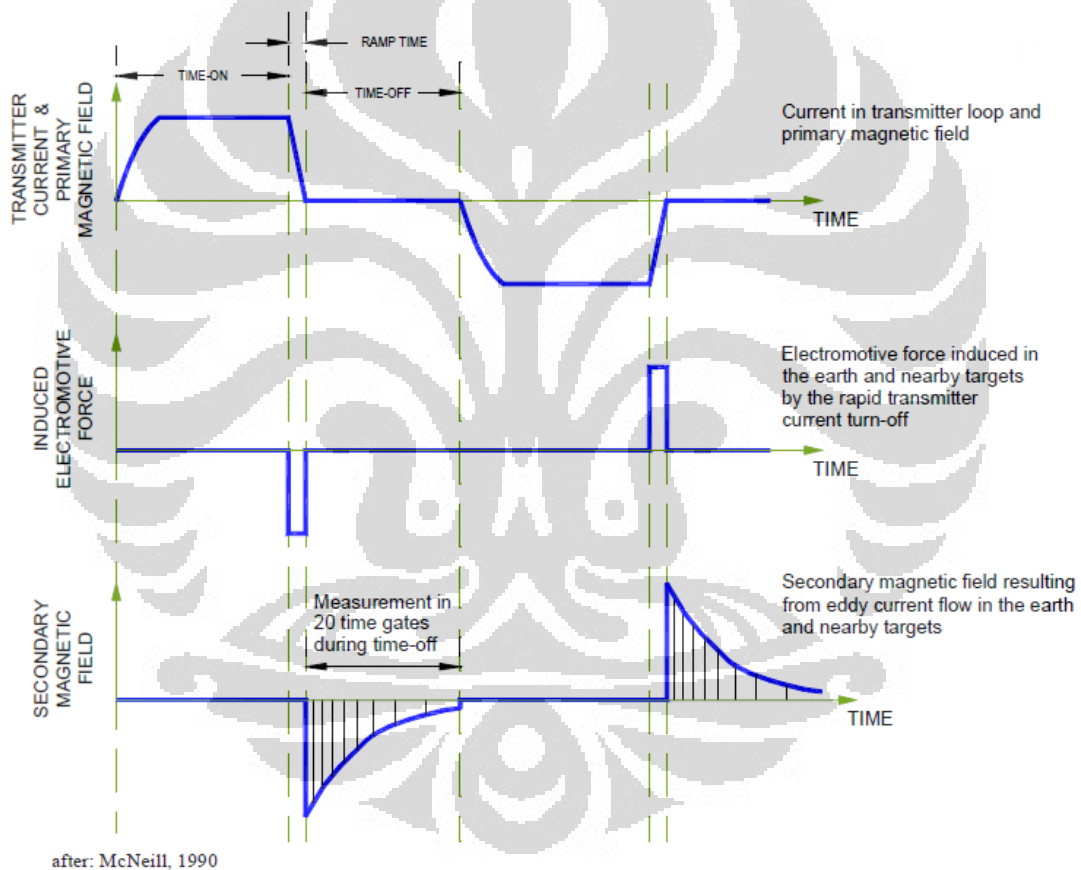 RAMP TIME
TIME-ON
TIME-OFF
TRANSMITTER
CURRENT &
PRIMARY
MAGNETIC FIELD
Current in transmitter loop and
primary magnetic field
TIME
INDUCED
ELECTROMOTIVE
FORCE
Electromotive force induced in
the earth and nearby targets
by the rapid transmitter
current turn-off
TIME
SECONDARY
MAGNETIC
FIELD
Measurement in
20 time gates
during time-off
Secondary magnetic field resulting
from eddy current flow in the earth
and nearby targets
TIME
after: McNeill, 1990